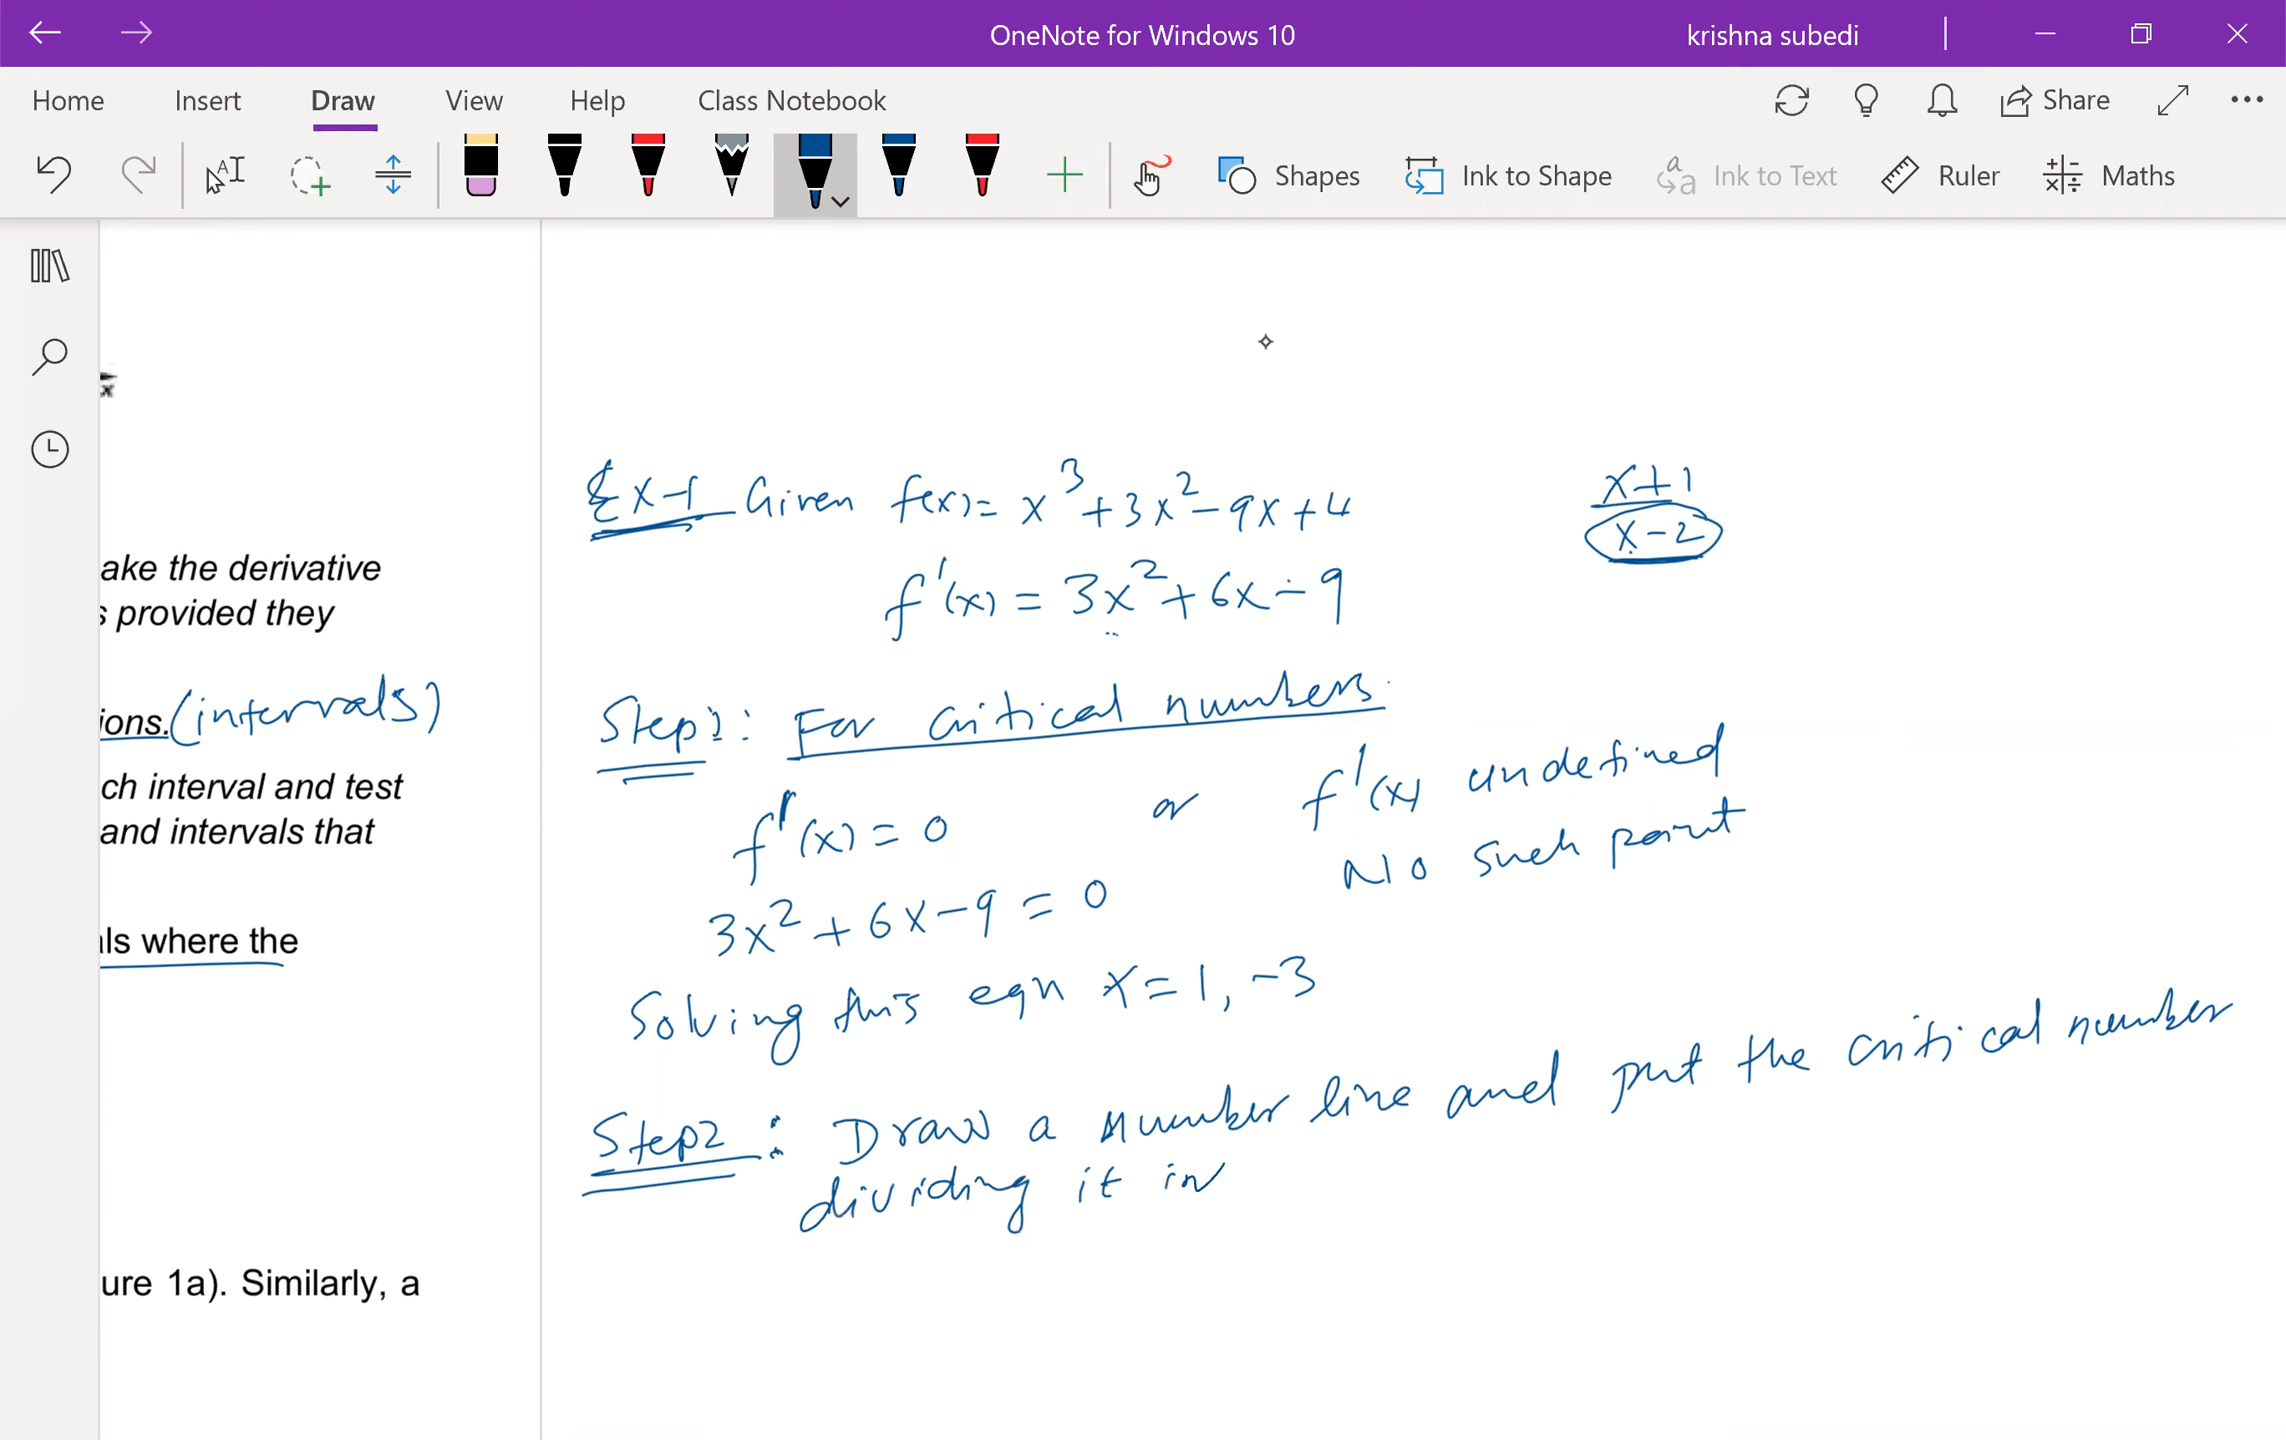 OneNote for Windows 10
krishna subedi
Home Insert Draw View Help Class Notebook
Share
Shapes Ink to Shape Ink to Text Ruler Maths
x
ake the derivative
s provided they
ions. (intervals)
ch interval and test
and intervals that
als where the
ure 1a). Similarly, a
Ex-1 Given f(x) = x³ + 3x² - 9x + 4
f'(x) = 3x² + 6x - 9
x+1
x-2
Step1: For critical numbers.
f'(x) = 0 or f'(x) undefined
No such point
3x² + 6x - 9 = 0
Solving this eqn x = 1, -3
Step2: Draw a number line and put the critical number
dividing it in